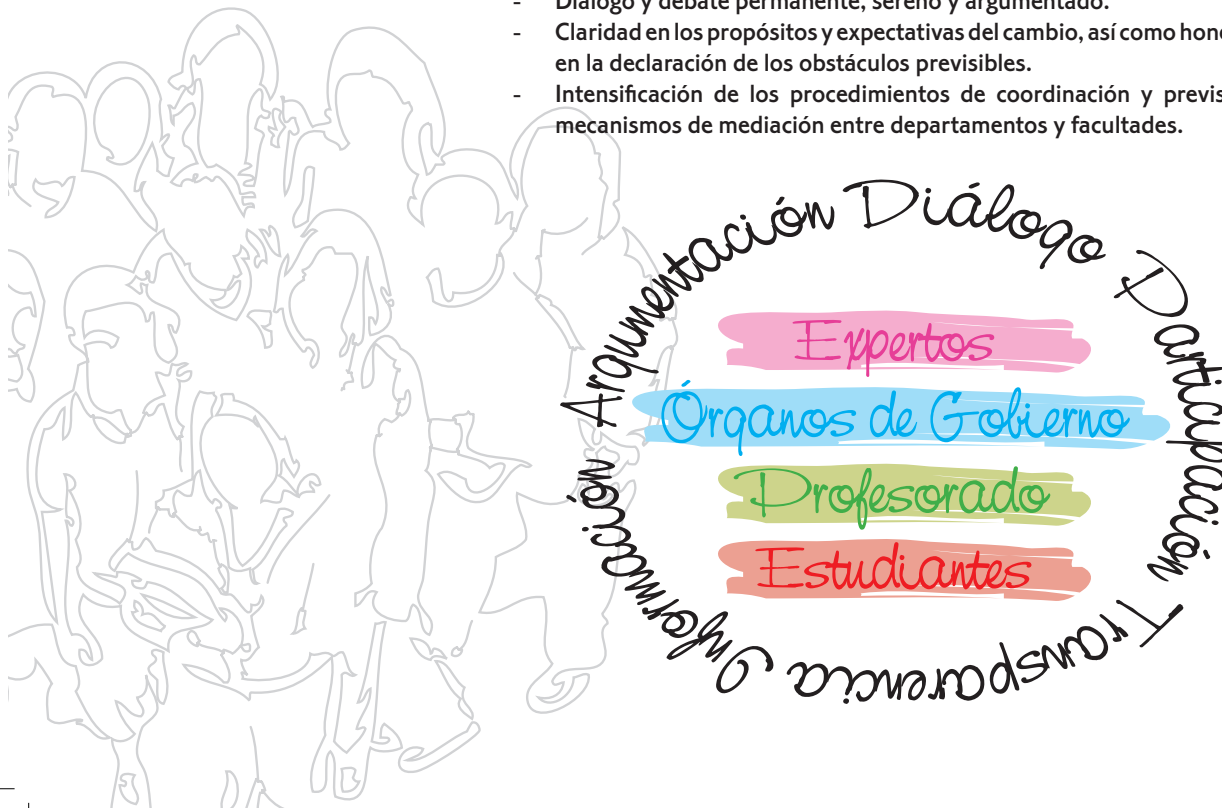 - Diálogo y debate permanente, sereno y argumentado.
- Claridad en los propósitos y expectativas del cambio, así como
en la declaración de los obstáculos previsibles.
- Intensificación de los procedimientos de coordinación y
mecanismos de mediación entre departamentos y facultades.
Argumentación Diálogo Participación Transparencia Información
Expertos
Órganos de Gobierno
Profesorado
Estudiantes